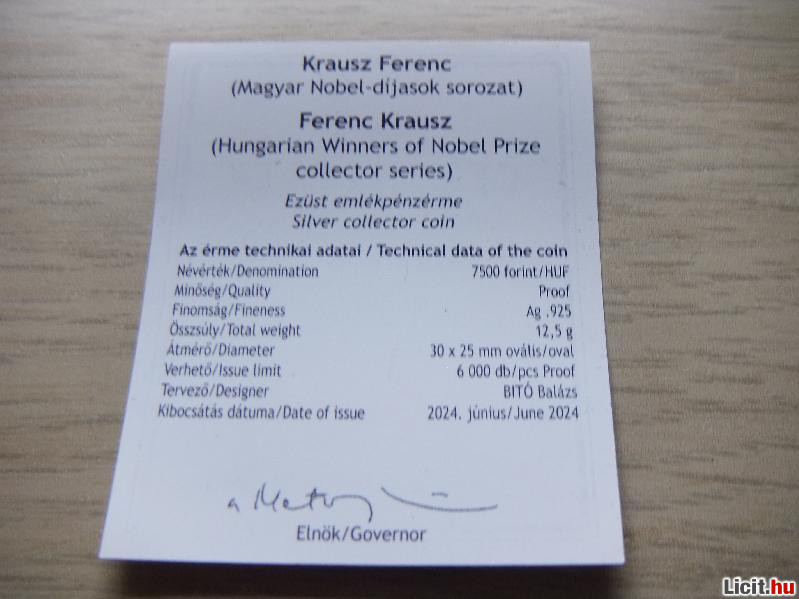 Krausz Ferenc
(Magyar Nobel-díjasok sorozat)
Ferenc Krausz
(Hungarian Winners of Nobel Prize
collector series)
Ezüst emlékpénzérme
Silver collector coin
Az érme technikai adatai / Technical data of the coin
Névérték/Denomination 7500 forint/HUF
Minőség/Quality Proof
Finomság/Fineness Ag .925
Összsúly/Total weight 12,5 g
Átmérő/Diameter 30 x 25 mm ovális/oval
Verhető/Issue limit 6 000 db/pcs Proof
Tervező/Designer BITÓ Balázs
Kibocsátás dátuma/Date of issue 2024. június/June 2024
Elnök/Governor
Licit.hu